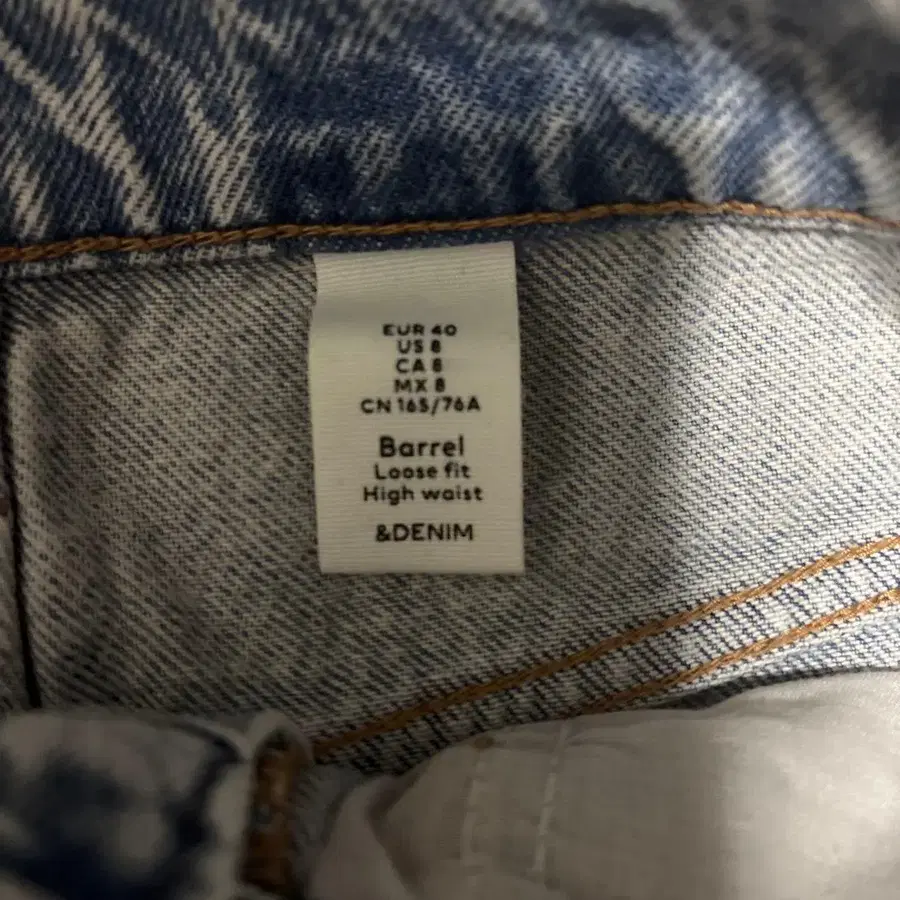 EUR 40
US 8
CA 8
MX 8
CN 165/76A
Barrel
Loose fit
High waist
&DENIM